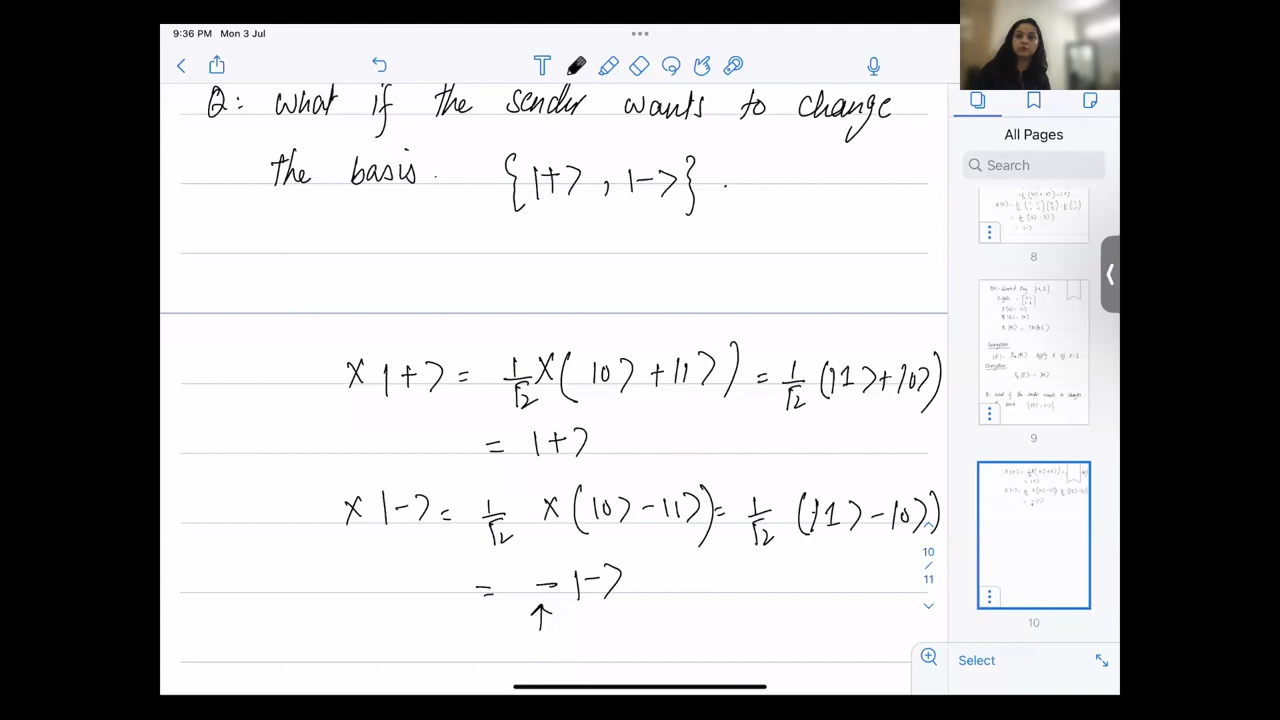 9:36 PM Mon 3 Jul
Q: What if the sender wants to change
the basis. {|+> , |->} .
X |+> = 1/√2 X( |0> + |1> ) = 1/√2 (|1> + |0>)
= |+>
X |-> = 1/√2 X( |0> - |1> ) = 1/√2 (|1> - |0>)
= - |->
↑
10
/
11
All Pages
Search
8
9
10
Select